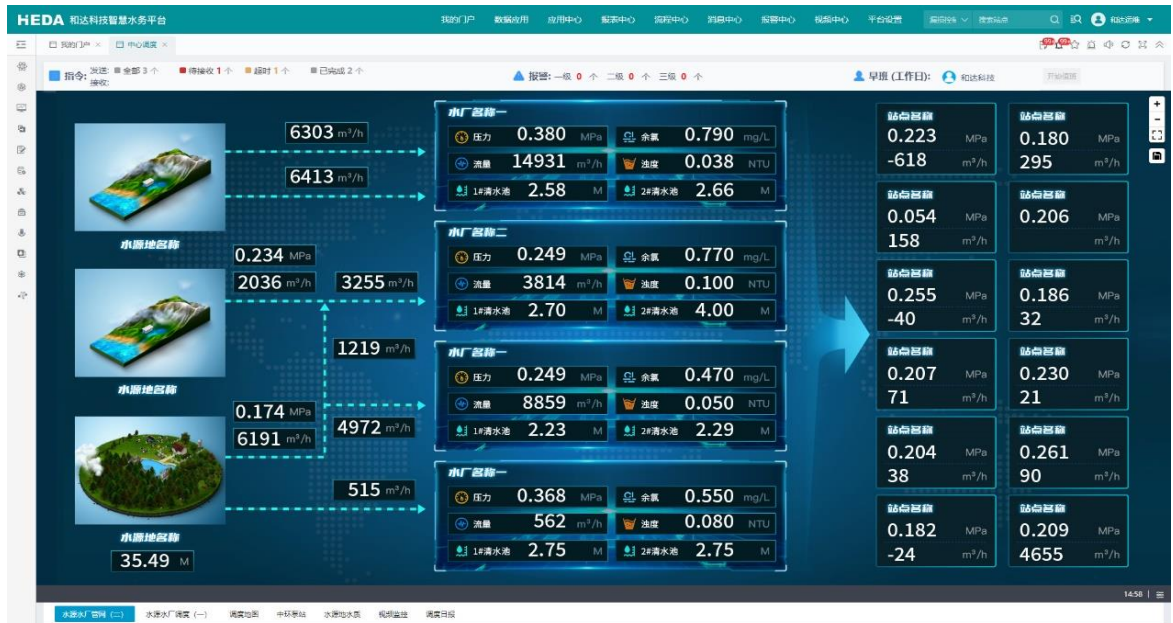 HEDA 和达科技智慧水务平台
我的门户 数据应用 应用中心 报表中心 流程中心 消息中心 报警中心 视频中心 平台设置 搜索站点
我的门户 × 中心调度 ×
指令: 发送: 全部 3 个 待接收 1 个 超时 1 个 已完成 2 个
接收:
报警: 一级 0 个 二级 0 个 三级 0 个
早班 (工作日): 和达科技
6303 m³/h
6413 m³/h
水源地名称
0.234 MPa
2036 m³/h 3255 m³/h
1219 m³/h
水源地名称
0.174 MPa
6191 m³/h 4972 m³/h
515 m³/h
水源地名称
35.49 M
水厂名称一
压力 0.380 MPa 余氯 0.790 mg/L
流量 14931 m³/h 浊度 0.038 NTU
1#清水池 2.58 M 2#清水池 2.66 M
水厂名称二
压力 0.249 MPa 余氯 0.770 mg/L
流量 3814 m³/h 浊度 0.100 NTU
1#清水池 2.70 M 2#清水池 4.00 M
水厂名称一
压力 0.249 MPa 余氯 0.470 mg/L
流量 8859 m³/h 浊度 0.050 NTU
1#清水池 2.23 M 2#清水池 2.29 M
水厂名称一
压力 0.368 MPa 余氯 0.550 mg/L
流量 562 m³/h 浊度 0.080 NTU
1#清水池 2.75 M 2#清水池 2.75 M
站点名称 站点名称
0.223 MPa 0.180 MPa
-618 m³/h 295 m³/h
站点名称 站点名称
0.054 MPa 0.206 MPa
158 m³/h m³/h
站点名称 站点名称
0.255 MPa 0.186 MPa
-40 m³/h 32 m³/h
站点名称 站点名称
0.207 MPa 0.230 MPa
71 m³/h 21 m³/h
站点名称 站点名称
0.204 MPa 0.261 MPa
38 m³/h 90 m³/h
站点名称 站点名称
0.182 MPa 0.209 MPa
-24 m³/h 4655 m³/h
14:58
水源水厂官网 (二) 水源水厂调度 (一) 调度地图 中环泵站 水源地水质 视频监控 调度日报